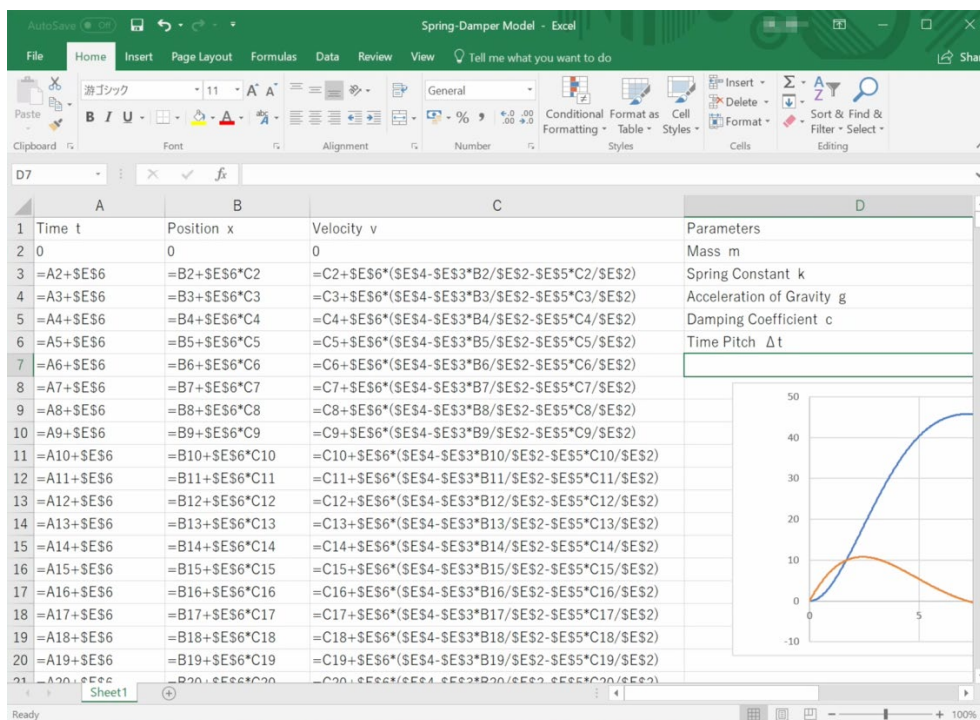 AutoSave Off Spring-Damper Model - Excel
File Home Insert Page Layout Formulas Data Review View Tell me what you want to do
游ゴシック 11 A A General Insert Σ
Paste B I U A % Conditional Format as Cell Delete Sort & Find &
Formatting Table Styles Format Filter Select
Clipboard Font Alignment Number Styles Cells Editing
D7 fx
A B C D
1 Time t Position x Velocity v Parameters
2 0 0 0 Mass m
3 =A2+$E$6 =B2+$E$6*C2 =C2+$E$6*($E$4-$E$3*B2/$E$2-$E$5*C2/$E$2) Spring Constant k
4 =A3+$E$6 =B3+$E$6*C3 =C3+$E$6*($E$4-$E$3*B3/$E$2-$E$5*C3/$E$2) Acceleration of Gravity g
5 =A4+$E$6 =B4+$E$6*C4 =C4+$E$6*($E$4-$E$3*B4/$E$2-$E$5*C4/$E$2) Damping Coefficient c
6 =A5+$E$6 =B5+$E$6*C5 =C5+$E$6*($E$4-$E$3*B5/$E$2-$E$5*C5/$E$2) Time Pitch Δt
7 =A6+$E$6 =B6+$E$6*C6 =C6+$E$6*($E$4-$E$3*B6/$E$2-$E$5*C6/$E$2)
8 =A7+$E$6 =B7+$E$6*C7 =C7+$E$6*($E$4-$E$3*B7/$E$2-$E$5*C7/$E$2)
50
9 =A8+$E$6 =B8+$E$6*C8 =C8+$E$6*($E$4-$E$3*B8/$E$2-$E$5*C8/$E$2)
10 =A9+$E$6 =B9+$E$6*C9 =C9+$E$6*($E$4-$E$3*B9/$E$2-$E$5*C9/$E$2)
40
11 =A10+$E$6 =B10+$E$6*C10 =C10+$E$6*($E$4-$E$3*B10/$E$2-$E$5*C10/$E$2)
12 =A11+$E$6 =B11+$E$6*C11 =C11+$E$6*($E$4-$E$3*B11/$E$2-$E$5*C11/$E$2)
30
13 =A12+$E$6 =B12+$E$6*C12 =C12+$E$6*($E$4-$E$3*B12/$E$2-$E$5*C12/$E$2)
14 =A13+$E$6 =B13+$E$6*C13 =C13+$E$6*($E$4-$E$3*B13/$E$2-$E$5*C13/$E$2)
20
15 =A14+$E$6 =B14+$E$6*C14 =C14+$E$6*($E$4-$E$3*B14/$E$2-$E$5*C14/$E$2)
16 =A15+$E$6 =B15+$E$6*C15 =C15+$E$6*($E$4-$E$3*B15/$E$2-$E$5*C15/$E$2)
10
17 =A16+$E$6 =B16+$E$6*C16 =C16+$E$6*($E$4-$E$3*B16/$E$2-$E$5*C16/$E$2)
18 =A17+$E$6 =B17+$E$6*C17 =C17+$E$6*($E$4-$E$3*B17/$E$2-$E$5*C17/$E$2)
0
0 5
19 =A18+$E$6 =B18+$E$6*C18 =C18+$E$6*($E$4-$E$3*B18/$E$2-$E$5*C18/$E$2)
-10
20 =A19+$E$6 =B19+$E$6*C19 =C19+$E$6*($E$4-$E$3*B19/$E$2-$E$5*C19/$E$2)
Sheet1
Ready 100%